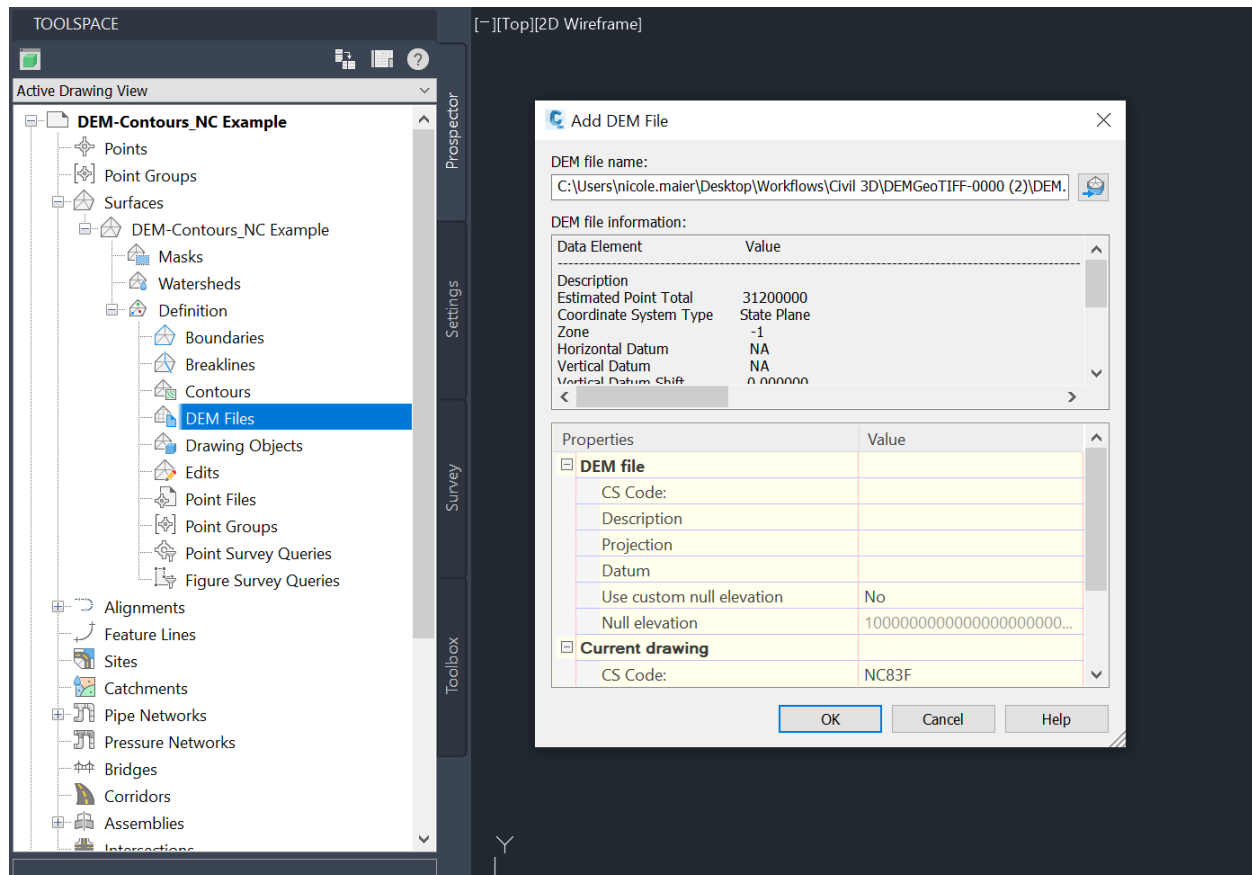 TOOLSPACE
Active Drawing View
DEM-Contours_NC Example
Points
Point Groups
Surfaces
DEM-Contours_NC Example
Masks
Watersheds
Definition
Boundaries
Breaklines
Contours
DEM Files
Drawing Objects
Edits
Point Files
Point Groups
Point Survey Queries
Figure Survey Queries
Alignments
Feature Lines
Sites
Catchments
Pipe Networks
Pressure Networks
Bridges
Corridors
Assemblies
Intersections
Prospector
Settings
Survey
Toolbox
[−][Top][2D Wireframe]
Add DEM File
DEM file name:
C:\Users\nicole.maier\Desktop\Workflows\Civil 3D\DEMGeoTIFF-0000 (2)\DEM.
DEM file information:
Data Element Value
Description
Estimated Point Total 31200000
Coordinate System Type State Plane
Zone -1
Horizontal Datum NA
Vertical Datum NA
Vertical Datum Shift 0.000000
Properties Value
DEM file
CS Code:
Description
Projection
Datum
Use custom null elevation No
Null elevation 1000000000000000000000...
Current drawing
CS Code: NC83F
OK Cancel Help
Y